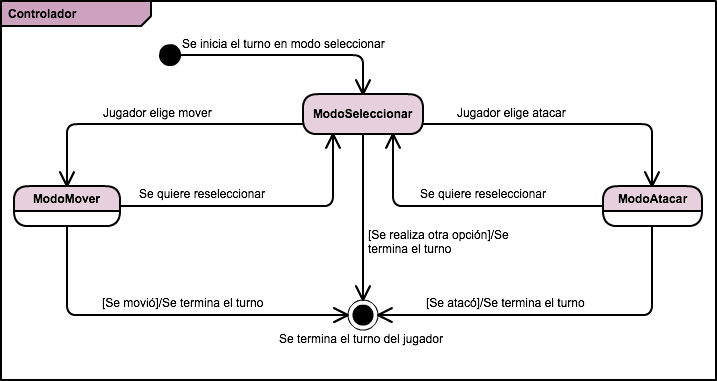 Controlador
Se inicia el turno en modo seleccionar
ModoSeleccionar
Jugador elige mover
Jugador elige atacar
ModoMover
Se quiere reseleccionar
Se quiere reseleccionar
ModoAtacar
[Se realiza otra opción]/Se
termina el turno
[Se movió]/Se termina el turno
[Se atacó]/Se termina el turno
Se termina el turno del jugador